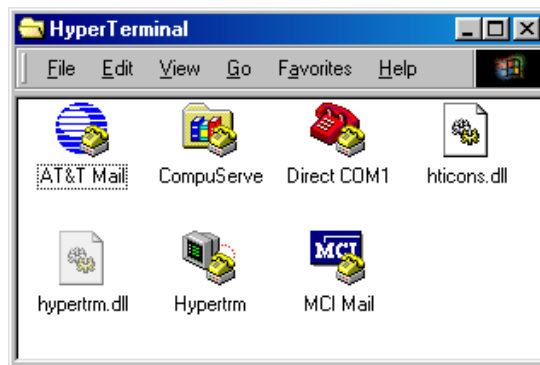 HyperTerminal
File Edit View Go Favorites Help
AT&T Mail CompuServe Direct COM1 hticons.dll
MCI
hypertrm.dll Hypertrm MCI Mail